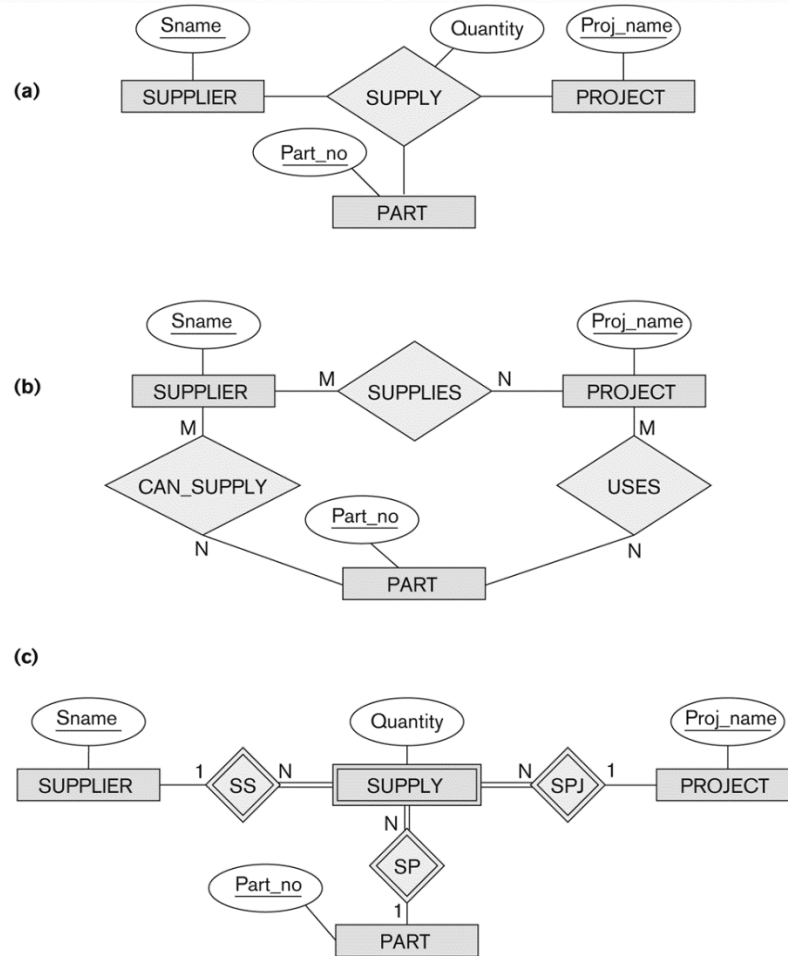 Sname
Quantity
Proj_name
(a)
SUPPLIER
SUPPLY
PROJECT
Part_no
PART
Sname
Proj_name
(b)
SUPPLIER
M
SUPPLIES
N
PROJECT
M
M
CAN_SUPPLY
USES
Part_no
N
N
PART
(c)
Sname
Quantity
Proj_name
SUPPLIER
1
SS
N
SUPPLY
N
SPJ
1
PROJECT
N
SP
Part_no
1
PART